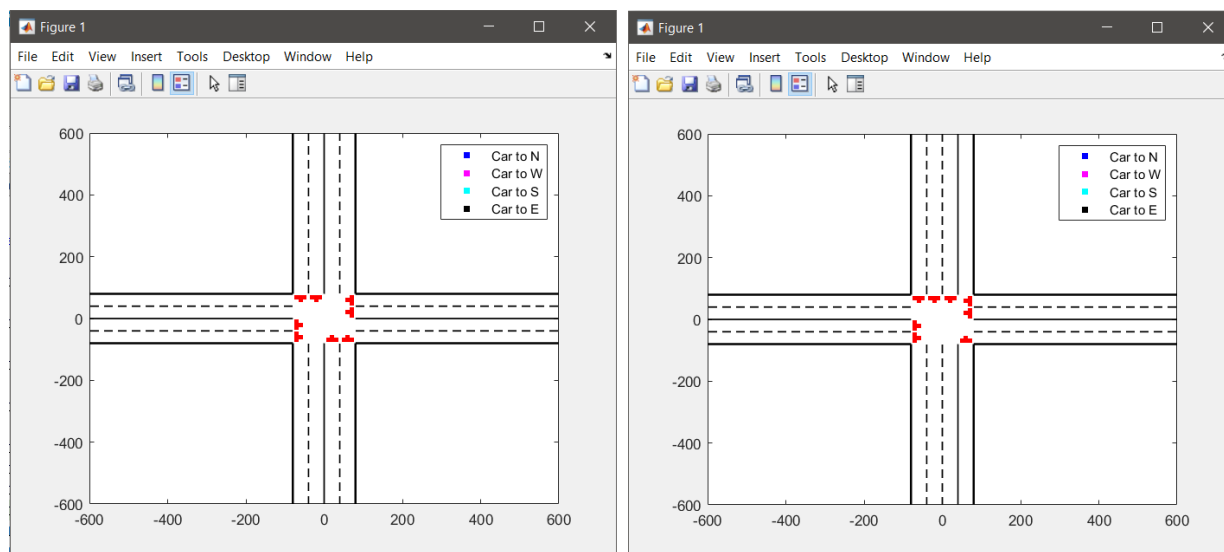 Figure 1
File Edit View Insert Tools Desktop Window Help
600
400
200
0
-200
-400
-600
-600 -400 -200 0 200 400 600
Car to N
Car to W
Car to S
Car to E
Figure 1
File Edit View Insert Tools Desktop Window Help
600
400
200
0
-200
-400
-600
-600 -400 -200 0 200 400 600
Car to N
Car to W
Car to S
Car to E